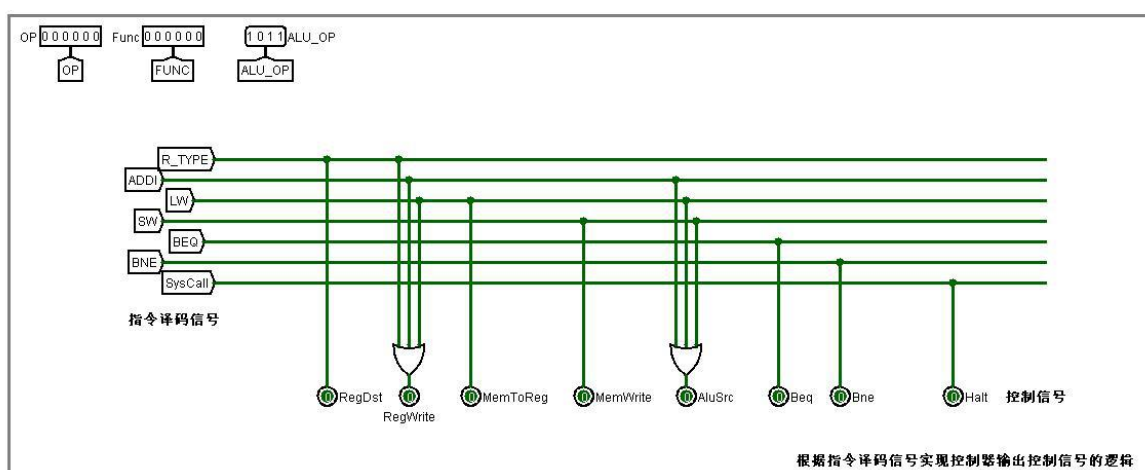 OP 000000 Func 000000 1011 ALU_OP
OP FUNC ALU_OP
R_TYPE
ADDI
LW
SW
BEQ
BNE
SysCall
指令译码信号
0 RegDst 0 0 MemToReg 0 MemWrite 0 AluSrc 0 Beq 0 Bne 0 Halt 控制信号
RegWrite
根据指令译码信号实现控制器输出控制信号的逻辑